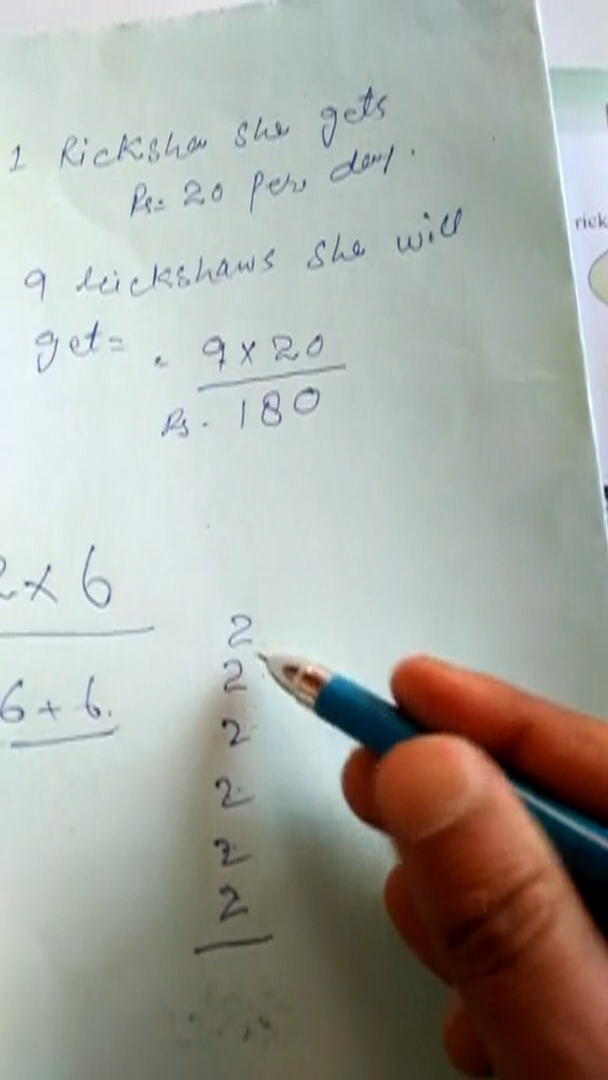 1 Rickshaw she gets
Rs= 20 per day.
9 rickshaws she will
get= . 9 x 20
Rs. 180
2 x 6
6 + 6.
2
2
2
2
2
2
rick